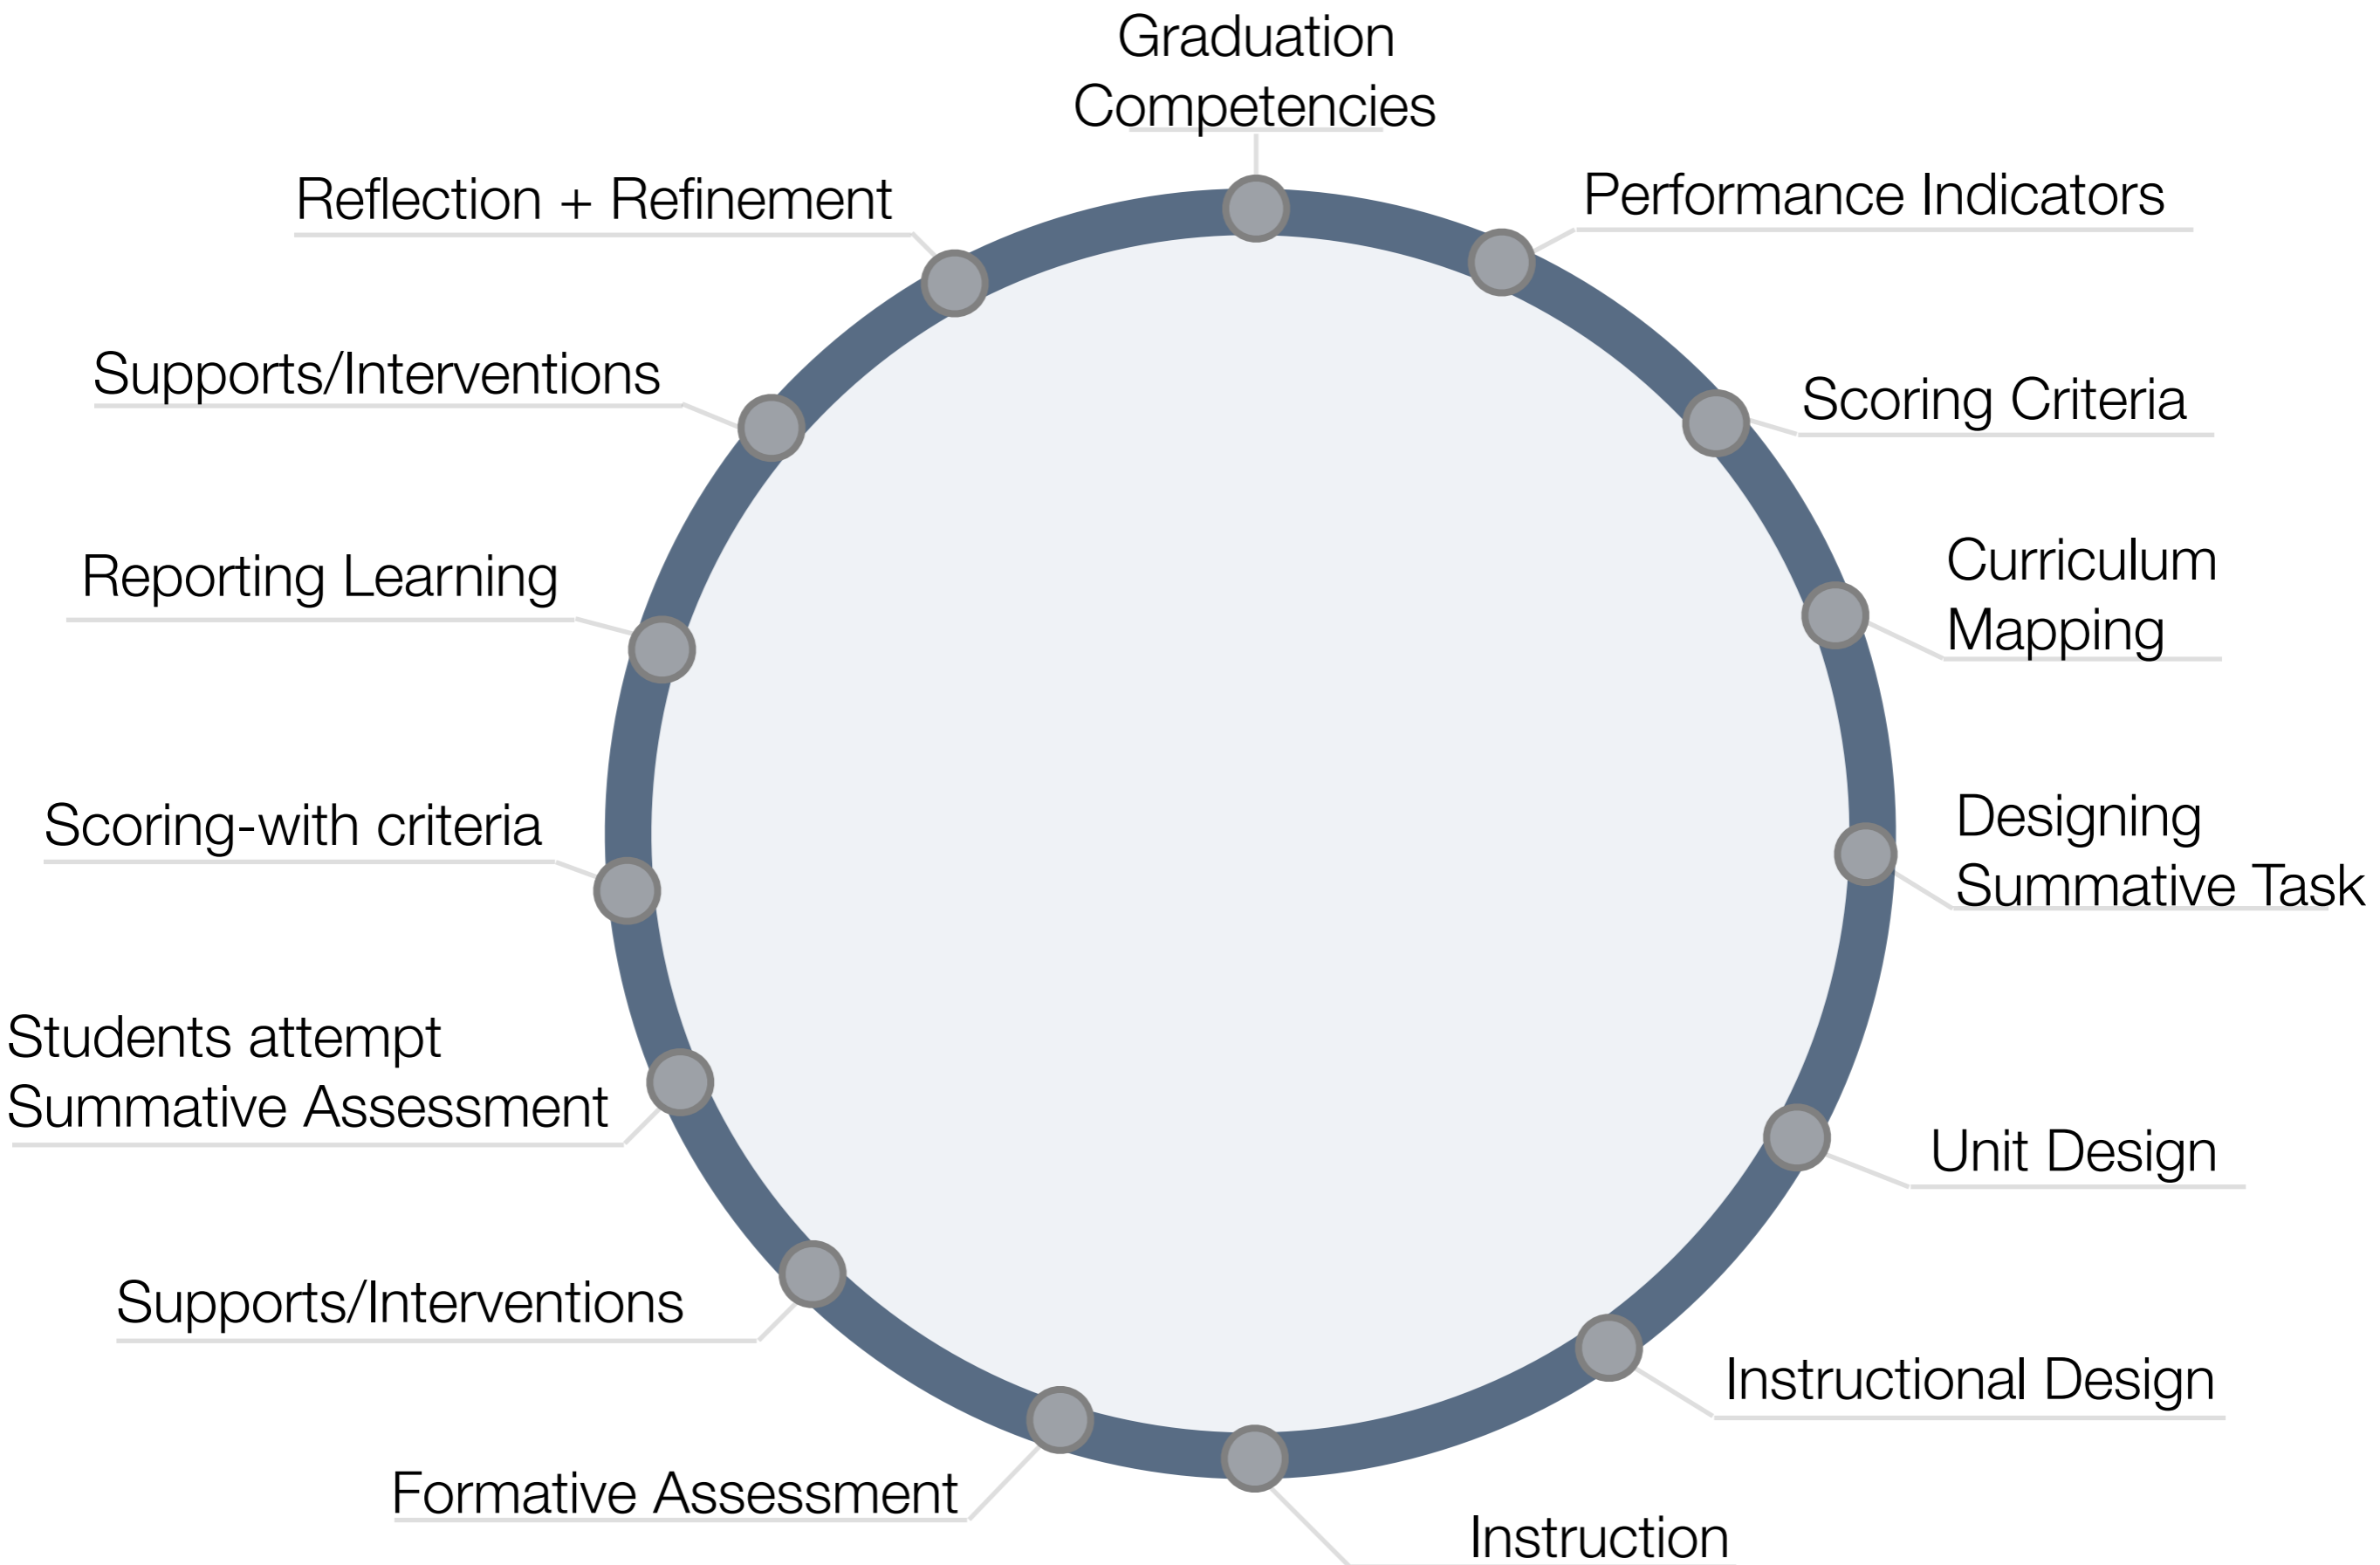 Graduation
Competencies
Performance Indicators
Scoring Criteria
Curriculum
Mapping
Designing
Summative Task
Unit Design
Instructional Design
Instruction
Formative Assessment
Supports/Interventions
Students attempt
Summative Assessment
Scoring-with criteria
Reporting Learning
Supports/Interventions
Reflection + Refinement